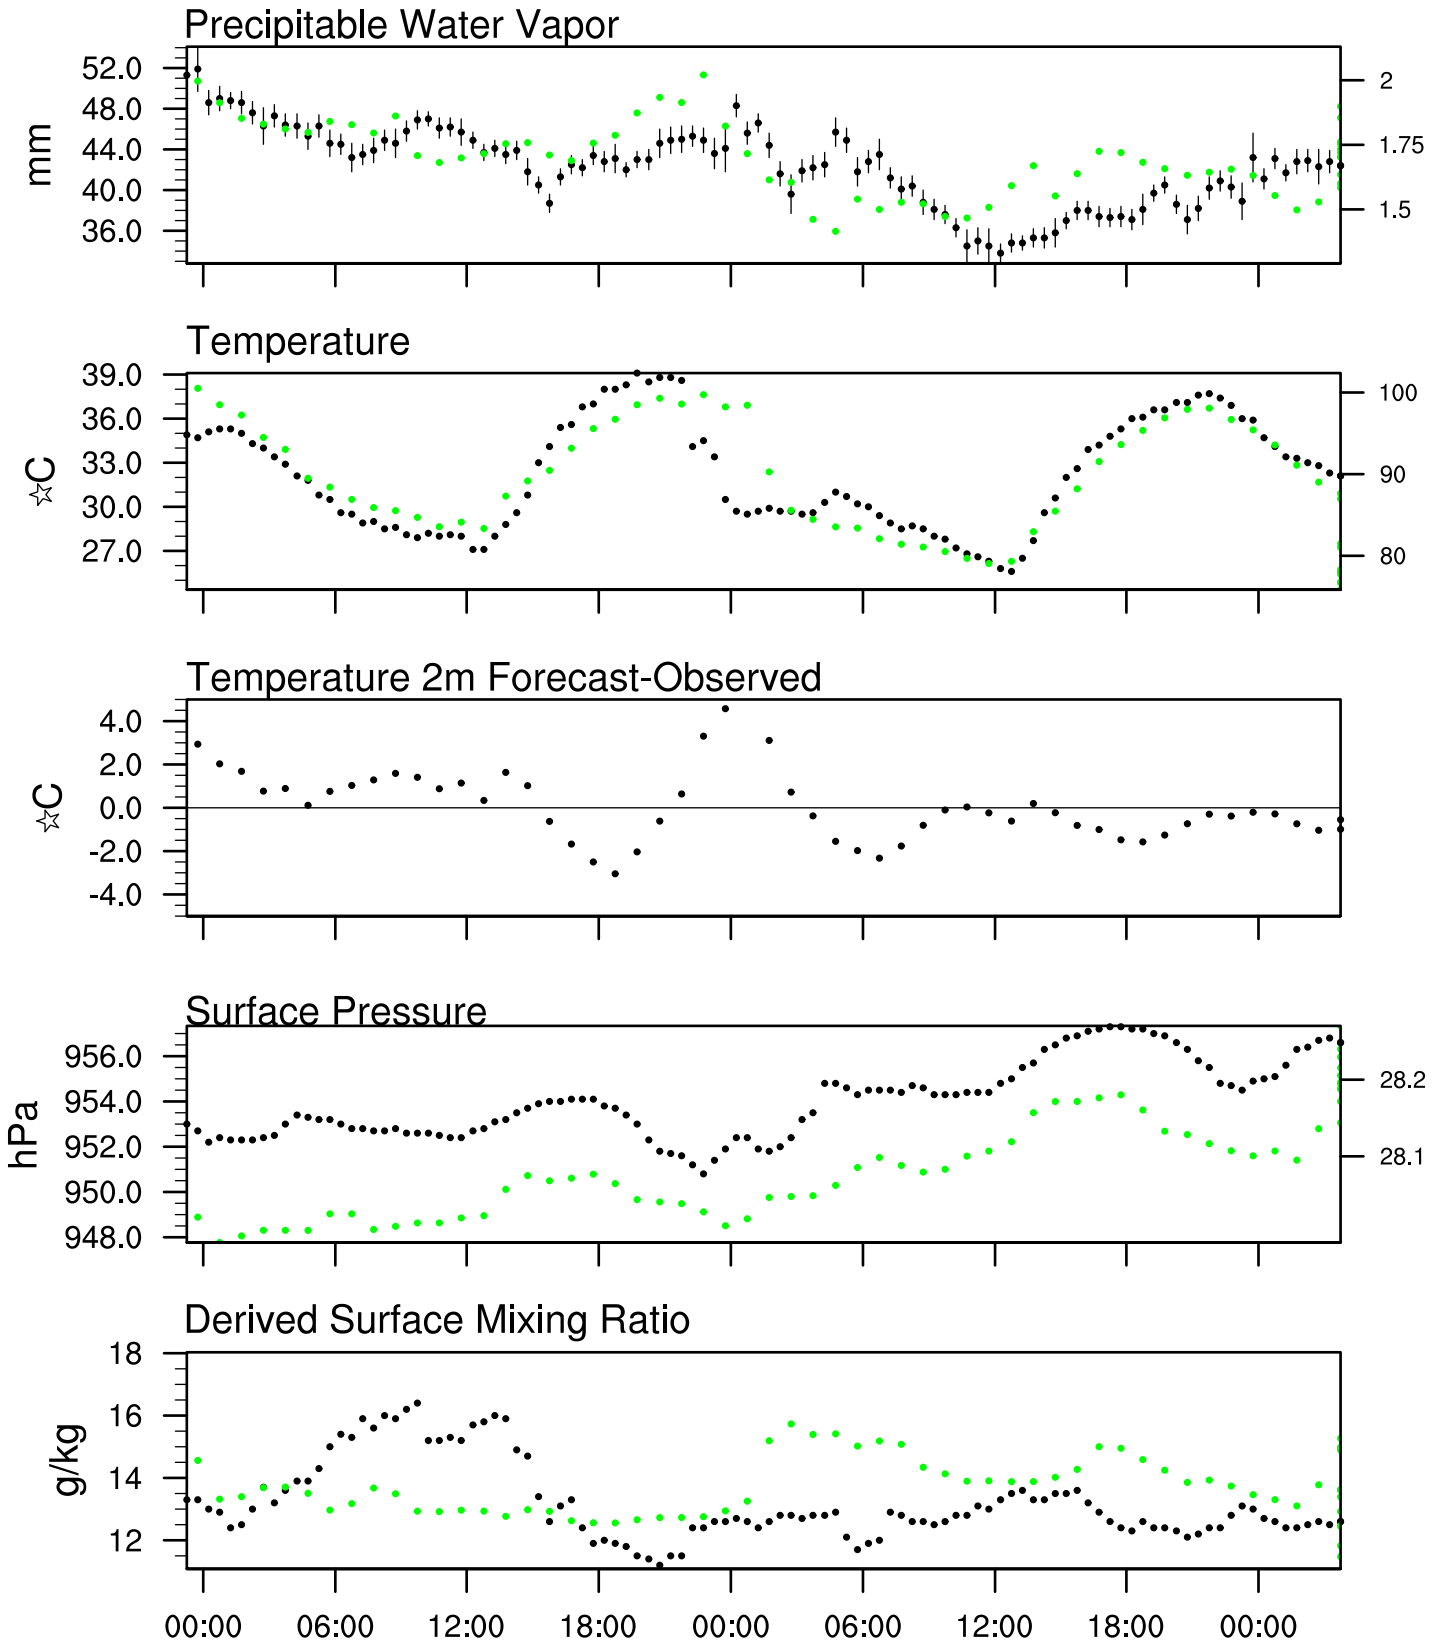 Precipitable Water Vapor
52.0
48.0
44.0
40.0
36.0
mm
2
1.75
1.5
Temperature
39.0
36.0
33.0
30.0
27.0
☆C
100
90
80
Temperature 2m Forecast-Observed
4.0
2.0
0.0
-2.0
-4.0
☆C
Surface Pressure
956.0
954.0
952.0
950.0
948.0
hPa
28.2
28.1
Derived Surface Mixing Ratio
18
16
14
12
g/kg
00:00 06:00 12:00 18:00 00:00 06:00 12:00 18:00 00:00